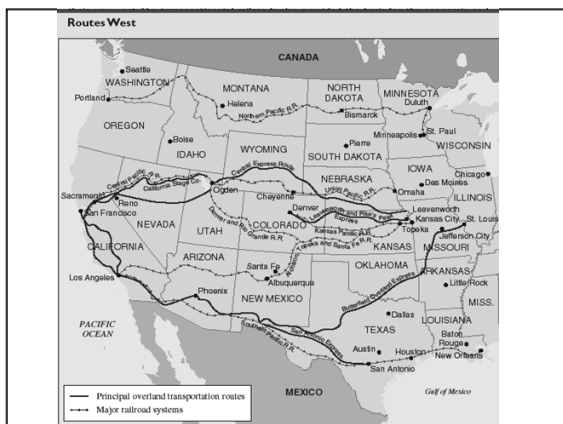 Routes West
CANADA
Seattle
WASHINGTON
Portland
MONTANA
Helena
Northern Pacific R.R.
NORTH
DAKOTA
Bismarck
MINNESOTA
Duluth
OREGON
Boise
IDAHO
WYOMING
Pierre
SOUTH DAKOTA
Minneapolis
St. Paul
WISCONSIN
Central Pacific R.R.
California Stage Co.
Central Express Route
Ogden
Cheyenne
NEBRASKA
Union Pacific R.R.
Omaha
IOWA
Des Moines
Chicago
ILLINOIS
Sacramento
Reno
San Francisco
NEVADA
UTAH
Denver
COLORADO
Denver and Rio Grande R.R.
Leavenworth and Pike's Peak
Express
Kansas Pacific R.R.
Leavenworth
Kansas City
St. Louis
Topeka
Jefferson City
KANSAS
MISSOURI
CALIFORNIA
Atchison, Topeka and Santa Fe R.R.
Los Angeles
ARIZONA
Santa Fe
Albuquerque
OKLAHOMA
ARKANSAS
Little Rock
Phoenix
NEW MEXICO
Butterfield Overland Express
MISS.
PACIFIC
OCEAN
Southern Pacific R.R.
San Antonio Express
Dallas
TEXAS
LOUISIANA
Baton
Rouge
Austin
Houston
New Orleans
San Antonio
MEXICO
Gulf of Mexico
Principal overland transportation routes
Major railroad systems